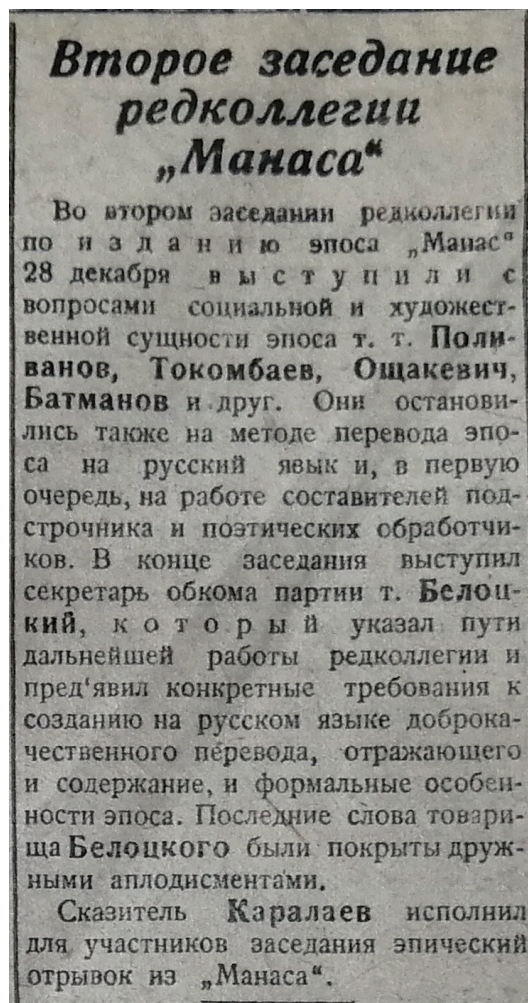 Второе заседание
редколлегии
„Манаса“
Во втором заседании редколлегии
по изданию эпоса „Манас“
28 декабря выступили с
вопросами социальной и художест-
венной сущности эпоса т. т. Поли-
ванов, Токомбаев, Ощакевич,
Батманов и друг. Они останови-
лись также на методе перевода эпо-
са на русский язык и, в первую
очередь, на работе составителей под-
строчника и поэтических обработчи-
ков. В конце заседания выступил
секретарь обкома партии т. Белоц-
кий, который указал пути
дальнейшей работы редколлегии и
пред‘явил конкретные требования к
созданию на русском языке доброка-
чественного перевода, отражающего
и содержание, и формальные особен-
ности эпоса. Последние слова товари-
ща Белоцкого были покрыты друж-
ными аплодисментами.
Сказитель Каралаев исполнил
для участников заседания эпический
отрывок из „Манаса“.